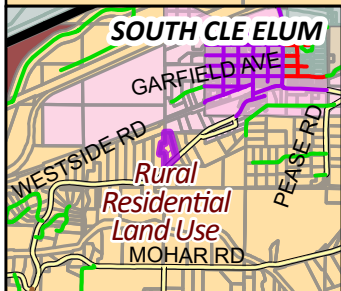 SOUTH CLE ELUM
GARFIELD AVE
WESTSIDE RD
PEASE RD
Rural
Residential
Land Use
MOHAR RD